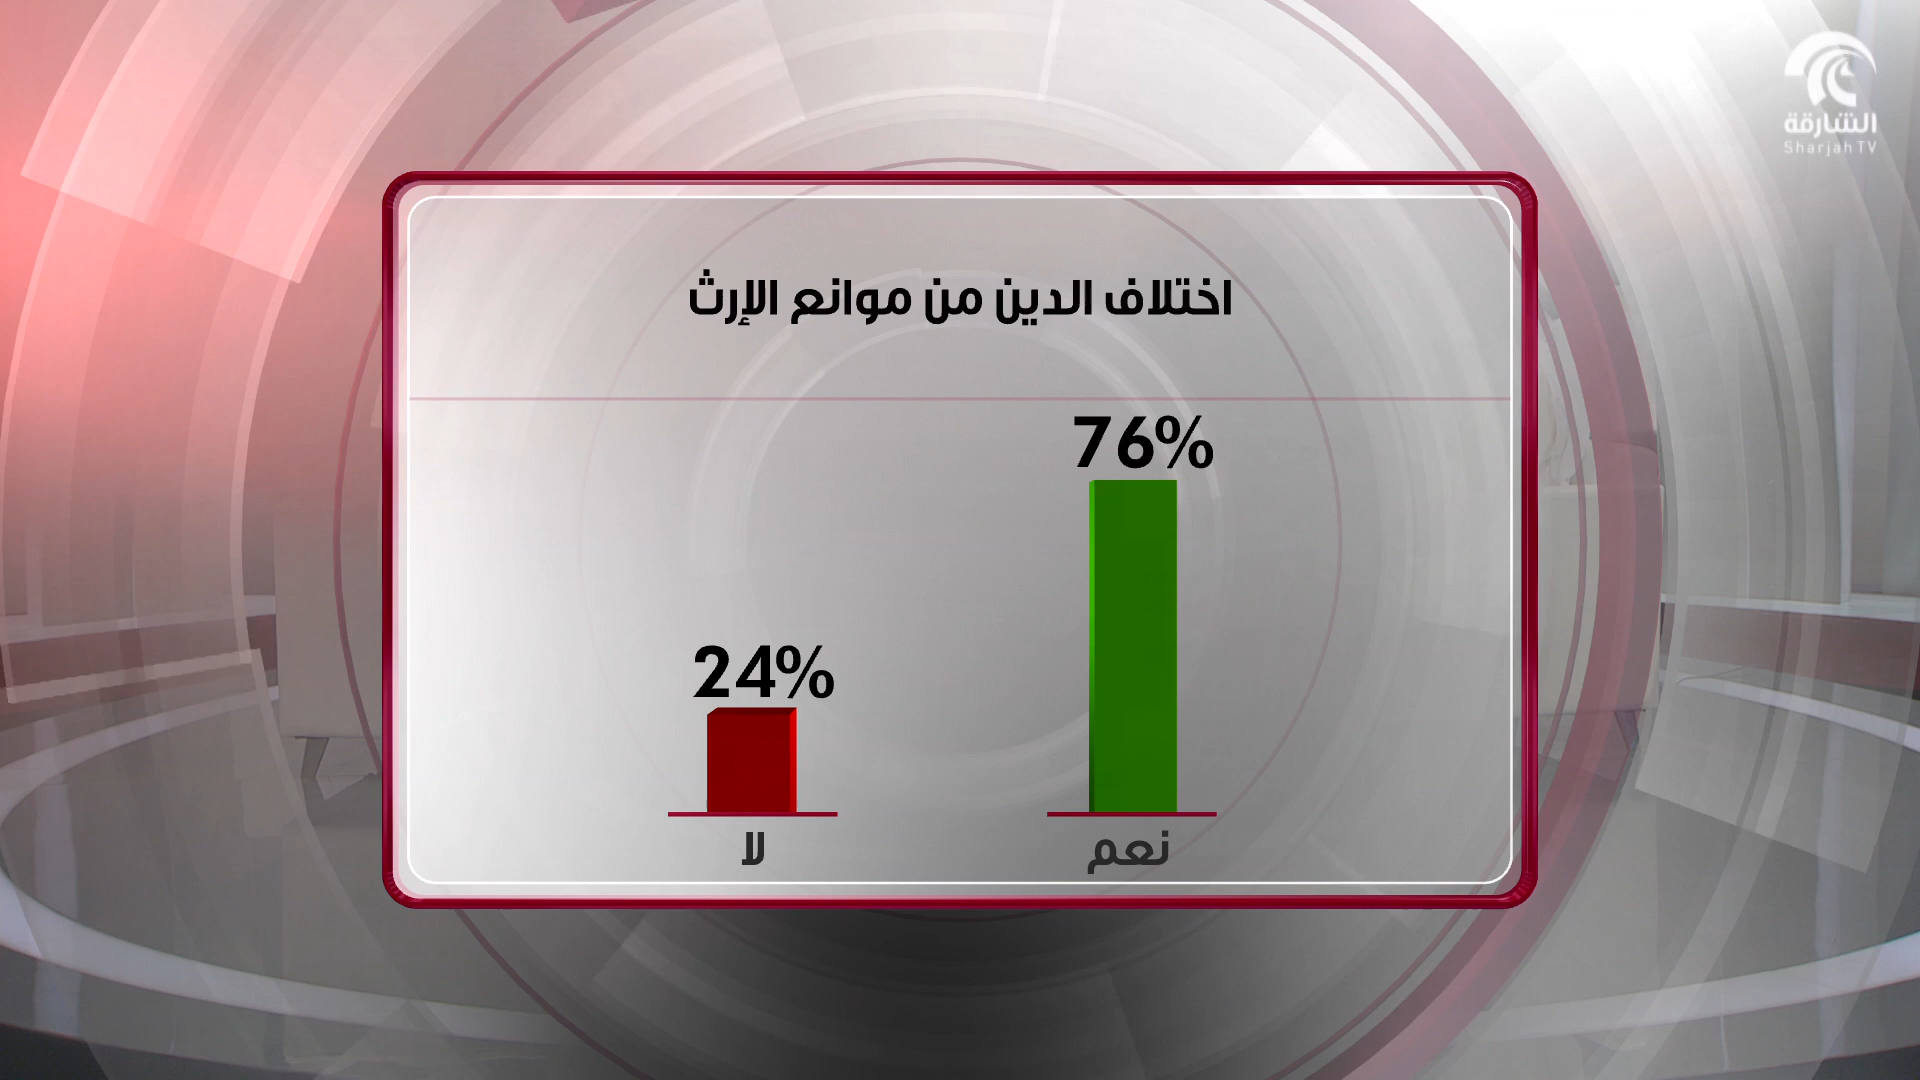 الشارقة
Sharjah TV
اختلاف الدين من موانع الإرث
76%
24%
نعم
لا